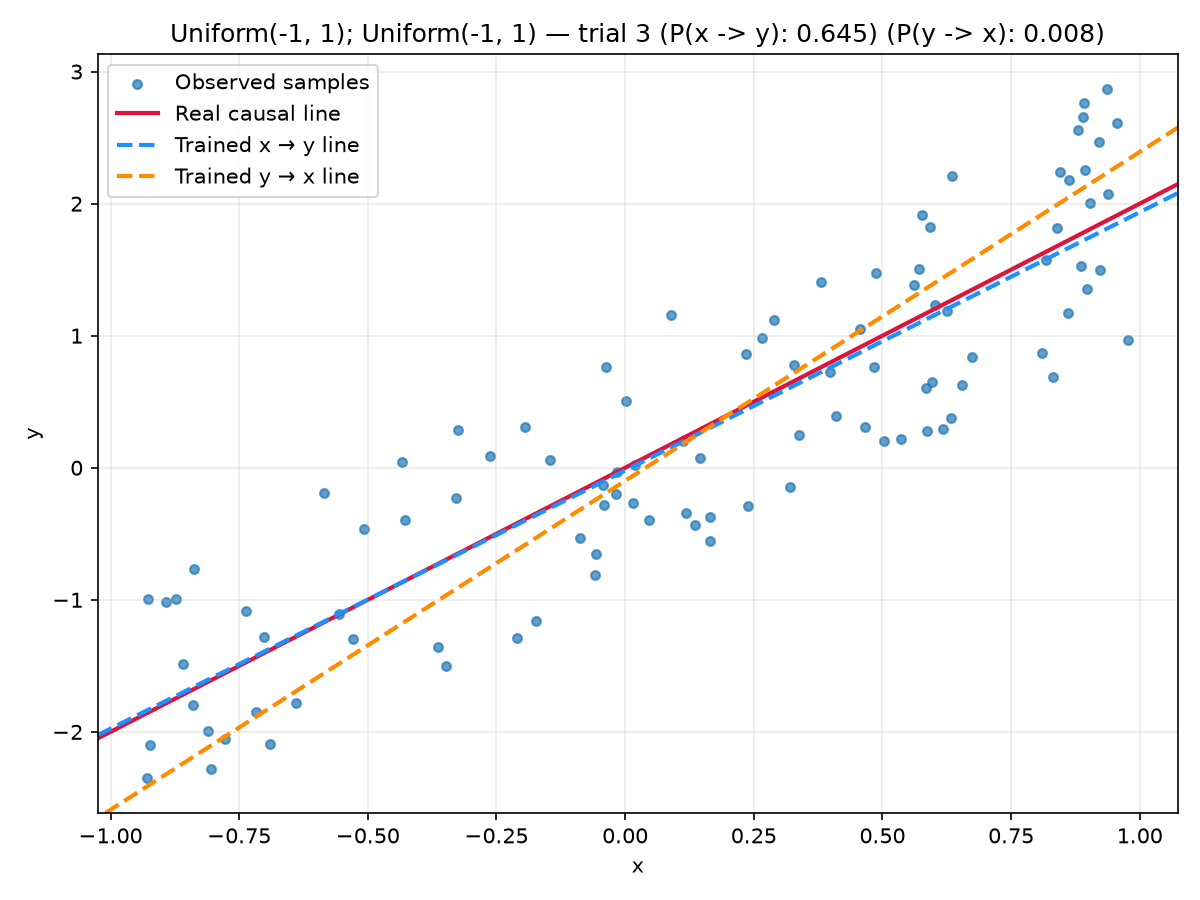 Uniform(-1, 1); Uniform(-1, 1) — trial 3 (P(x -> y): 0.645) (P(y -> x): 0.008)
Observed samples
Real causal line
Trained x → y line
Trained y → x line
3
2
1
0
−1
−2
y
−1.00 −0.75 −0.50 −0.25 0.00 0.25 0.50 0.75 1.00
x